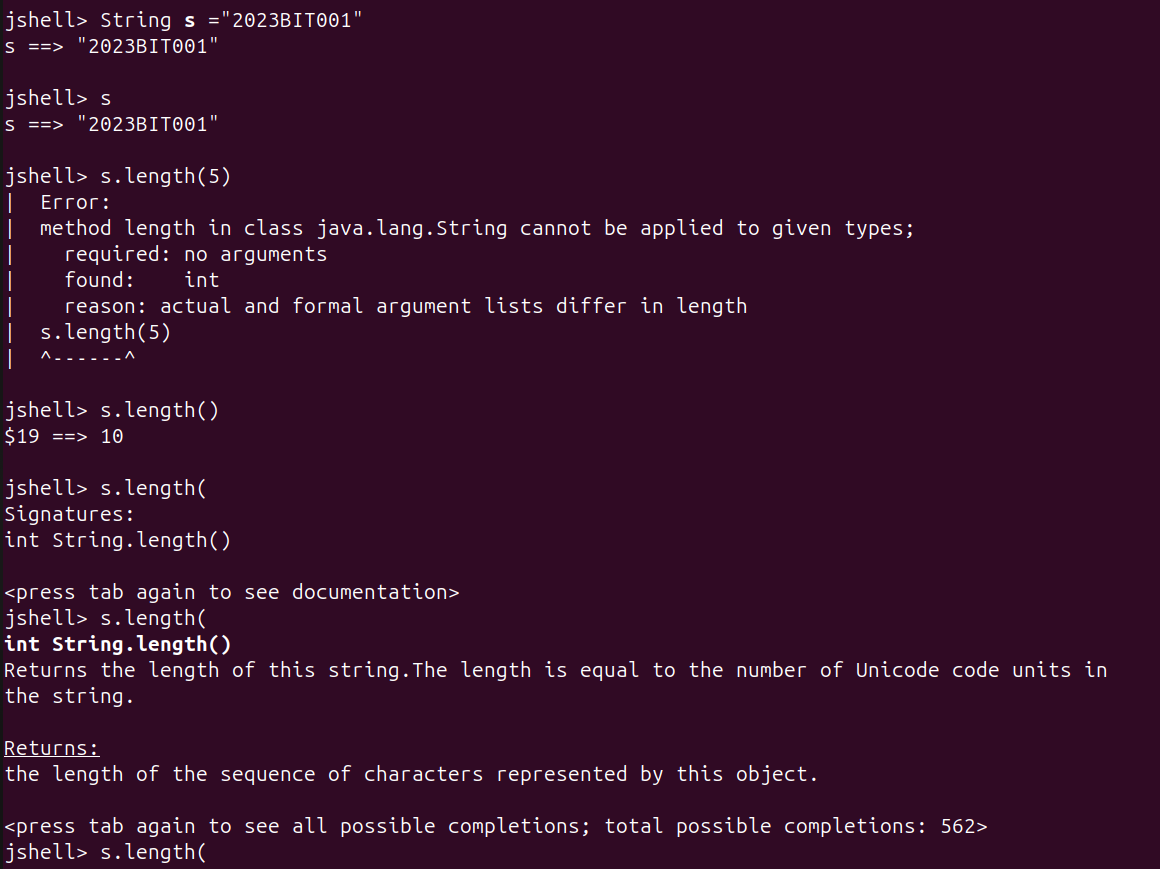 jshell> String s ="2023BIT001"
s ==> "2023BIT001"
jshell> s
s ==> "2023BIT001"
jshell> s.length(5)
|  Error:
|  method length in class java.lang.String cannot be applied to given types;
|    required: no arguments
|    found:    int
|    reason: actual and formal argument lists differ in length
|  s.length(5)
|  ^------^
jshell> s.length()
$19 ==> 10
jshell> s.length(
Signatures:
int String.length()
<press tab again to see documentation>
jshell> s.length(
int String.length()
Returns the length of this string.The length is equal to the number of Unicode code units in
the string.
Returns:
the length of the sequence of characters represented by this object.
<press tab again to see all possible completions; total possible completions: 562>
jshell> s.length(